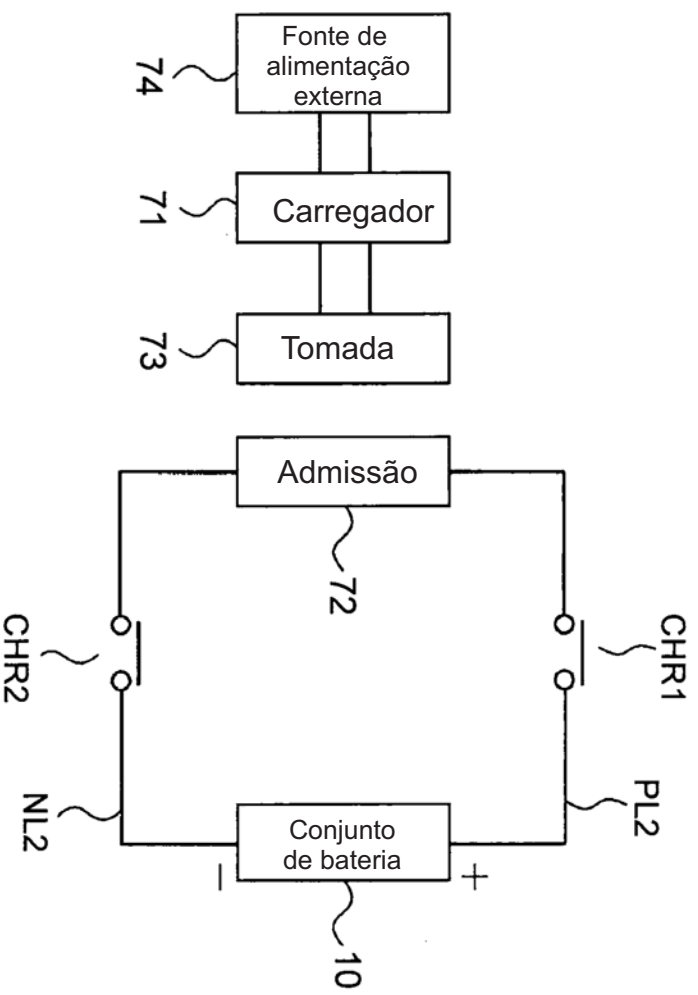 Fonte de
alimentação
externa
74
Carregador
71
Tomada
73
Admissão
72
CHR1
CHR2
PL2
NL2
Conjunto
de bateria
+
−
10